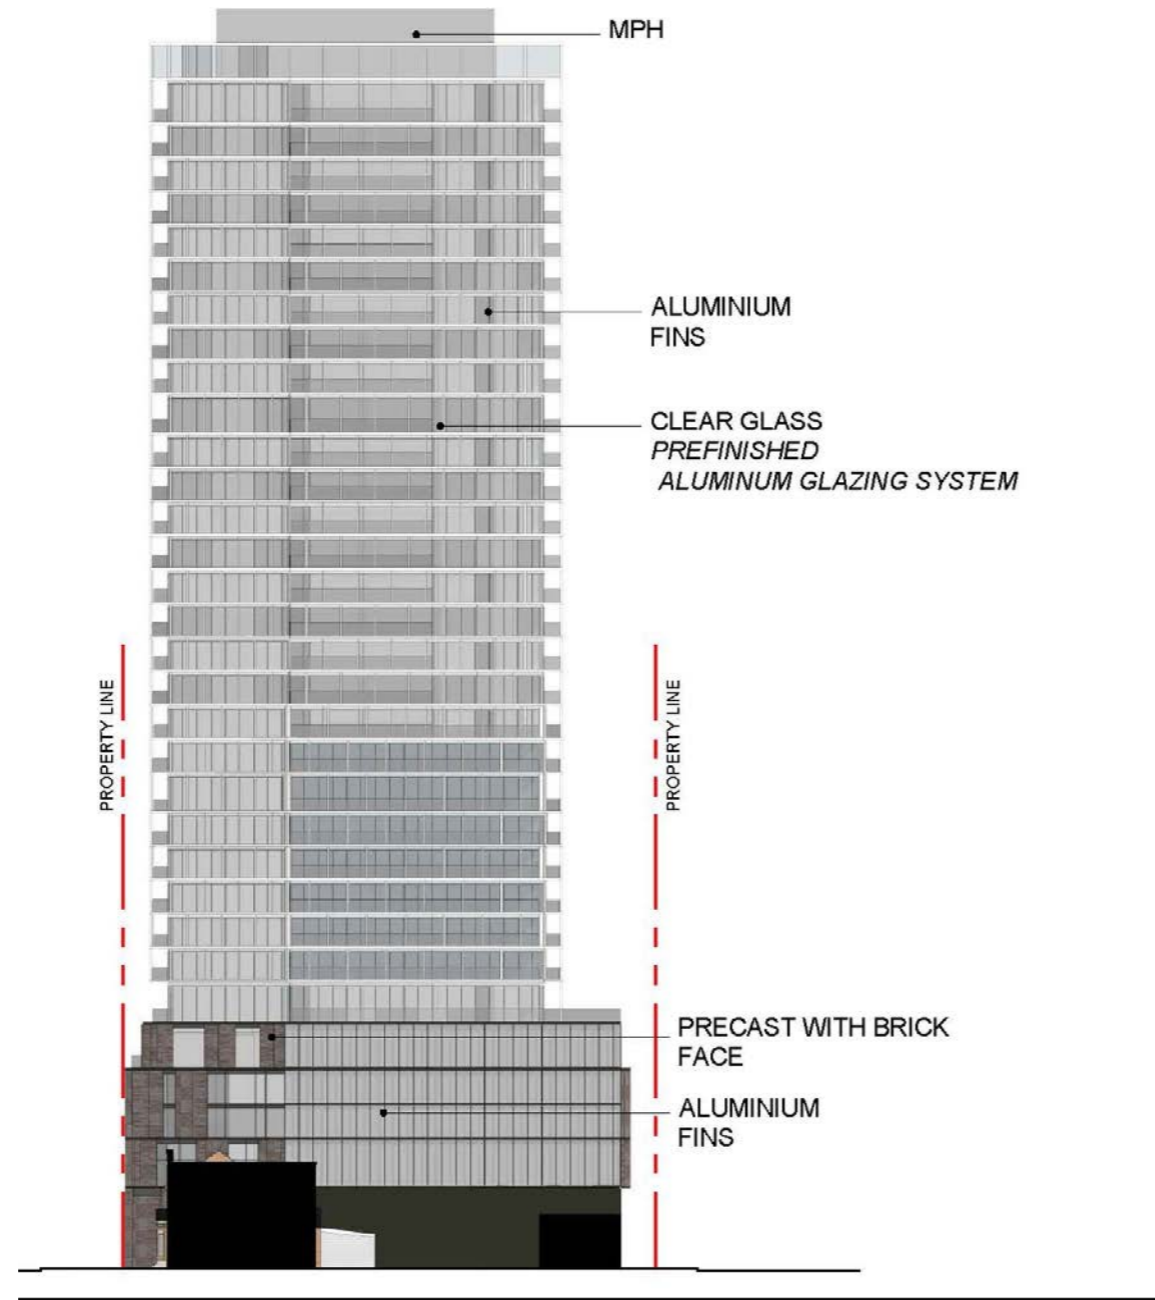 MPH
ALUMINIUM
FINS
CLEAR GLASS
PREFINISHED
ALUMINUM GLAZING SYSTEM
PROPERTY LINE
PROPERTY LINE
PRECAST WITH BRICK
FACE
ALUMINIUM
FINS